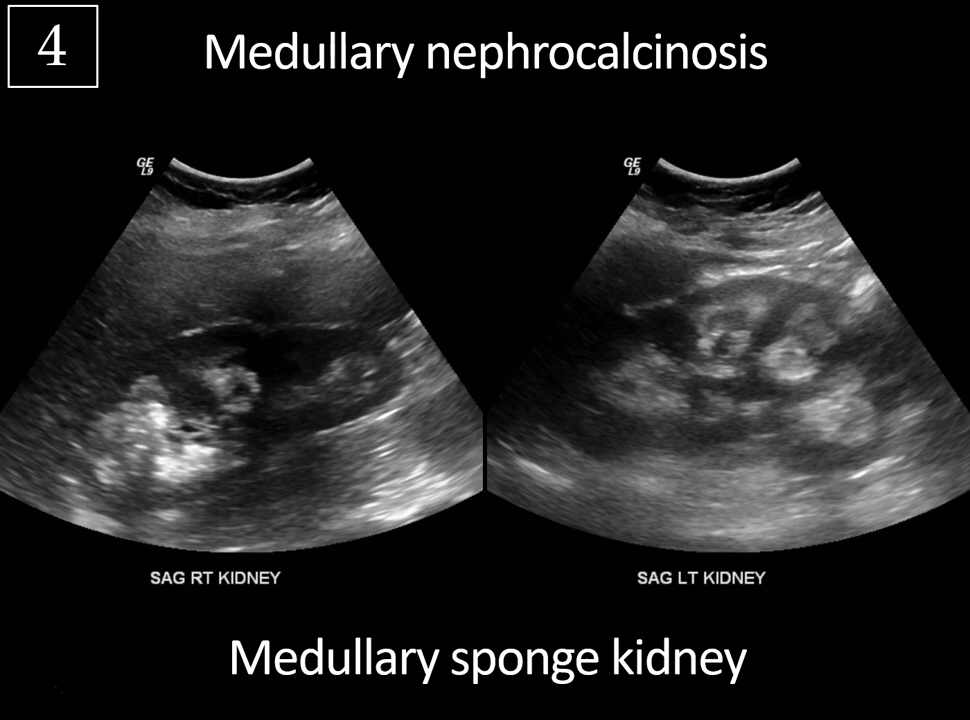 4
Medullary nephrocalcinosis
GE
L9
GE
L9
SAG RT KIDNEY
SAG LT KIDNEY
Medullary sponge kidney